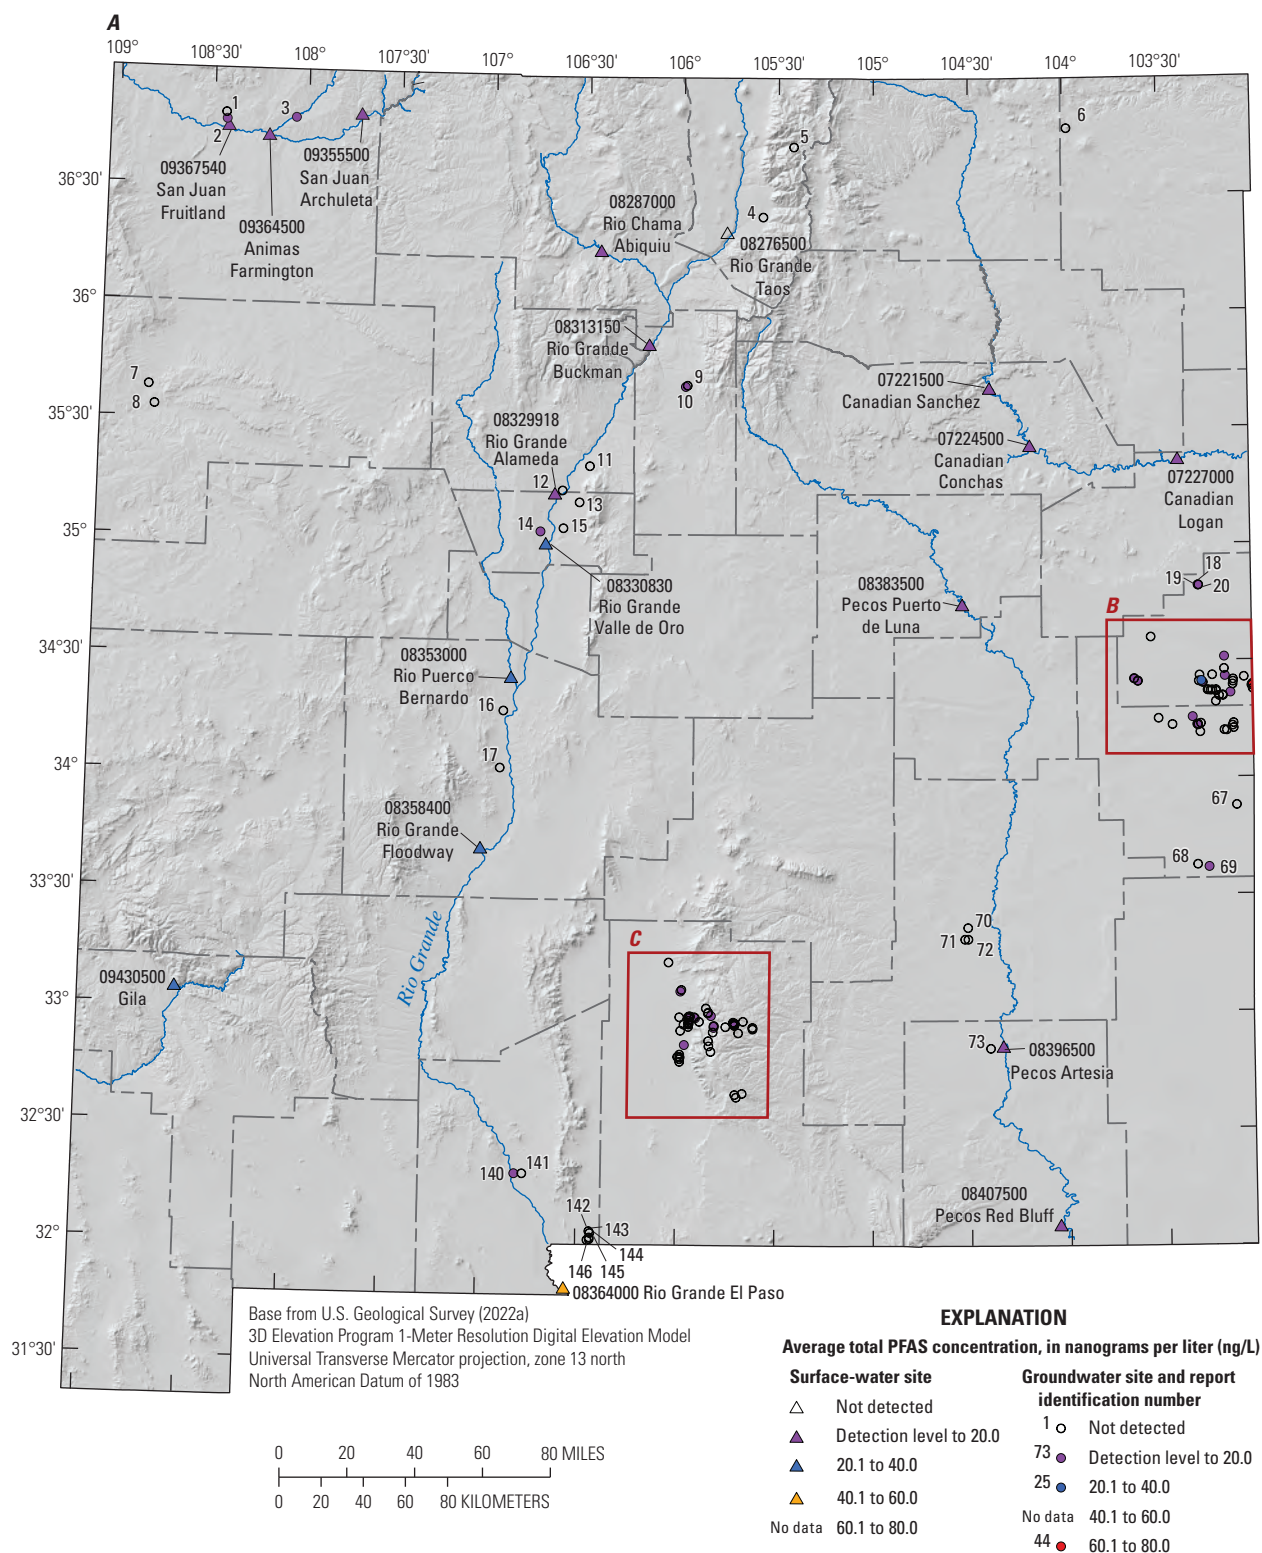 A
109°
108°30'
108°
107°30'
107°
106°30'
106°
105°30'
105°
104°30'
104°
103°30'
1
2
3
09367540
San Juan
Fruitland
09364500
Animas
Farmington
09355500
San Juan
Archuleta
5
6
36°30'
4
08287000
Rio Chama
Abiquiu
08276500
Rio Grande
Taos
36°
08313150
Rio Grande
Buckman
7
8
9
10
07221500
Canadian Sanchez
35°30'
08329918
Rio Grande
Alameda
07224500
Canadian
Conchas
07227000
Canadian
Logan
11
12
13
14
15
35°
08330830
Rio Grande
Valle de Oro
08383500
Pecos Puerto
de Luna
18
19
20
B
34°30'
08353000
Rio Puerco
Bernardo
16
17
34°
67
08358400
Rio Grande
Floodway
68
69
33°30'
Rio Grande
70
71
72
C
09430500
Gila
33°
73
08396500
Pecos Artesia
32°30'
140
141
08407500
Pecos Red Bluff
142
143
144
145
146
32°
08364000 Rio Grande El Paso
31°30'
Base from U.S. Geological Survey (2022a)
3D Elevation Program 1-Meter Resolution Digital Elevation Model
Universal Transverse Mercator projection, zone 13 north
North American Datum of 1983
0 20 40 60 80 MILES
0 20 40 60 80 KILOMETERS
EXPLANATION
Average total PFAS concentration, in nanograms per liter (ng/L)
Surface-water site
Not detected
Detection level to 20.0
20.1 to 40.0
40.1 to 60.0
No data 60.1 to 80.0
Groundwater site and report
identification number
1 Not detected
73 Detection level to 20.0
25 20.1 to 40.0
No data 40.1 to 60.0
44 60.1 to 80.0